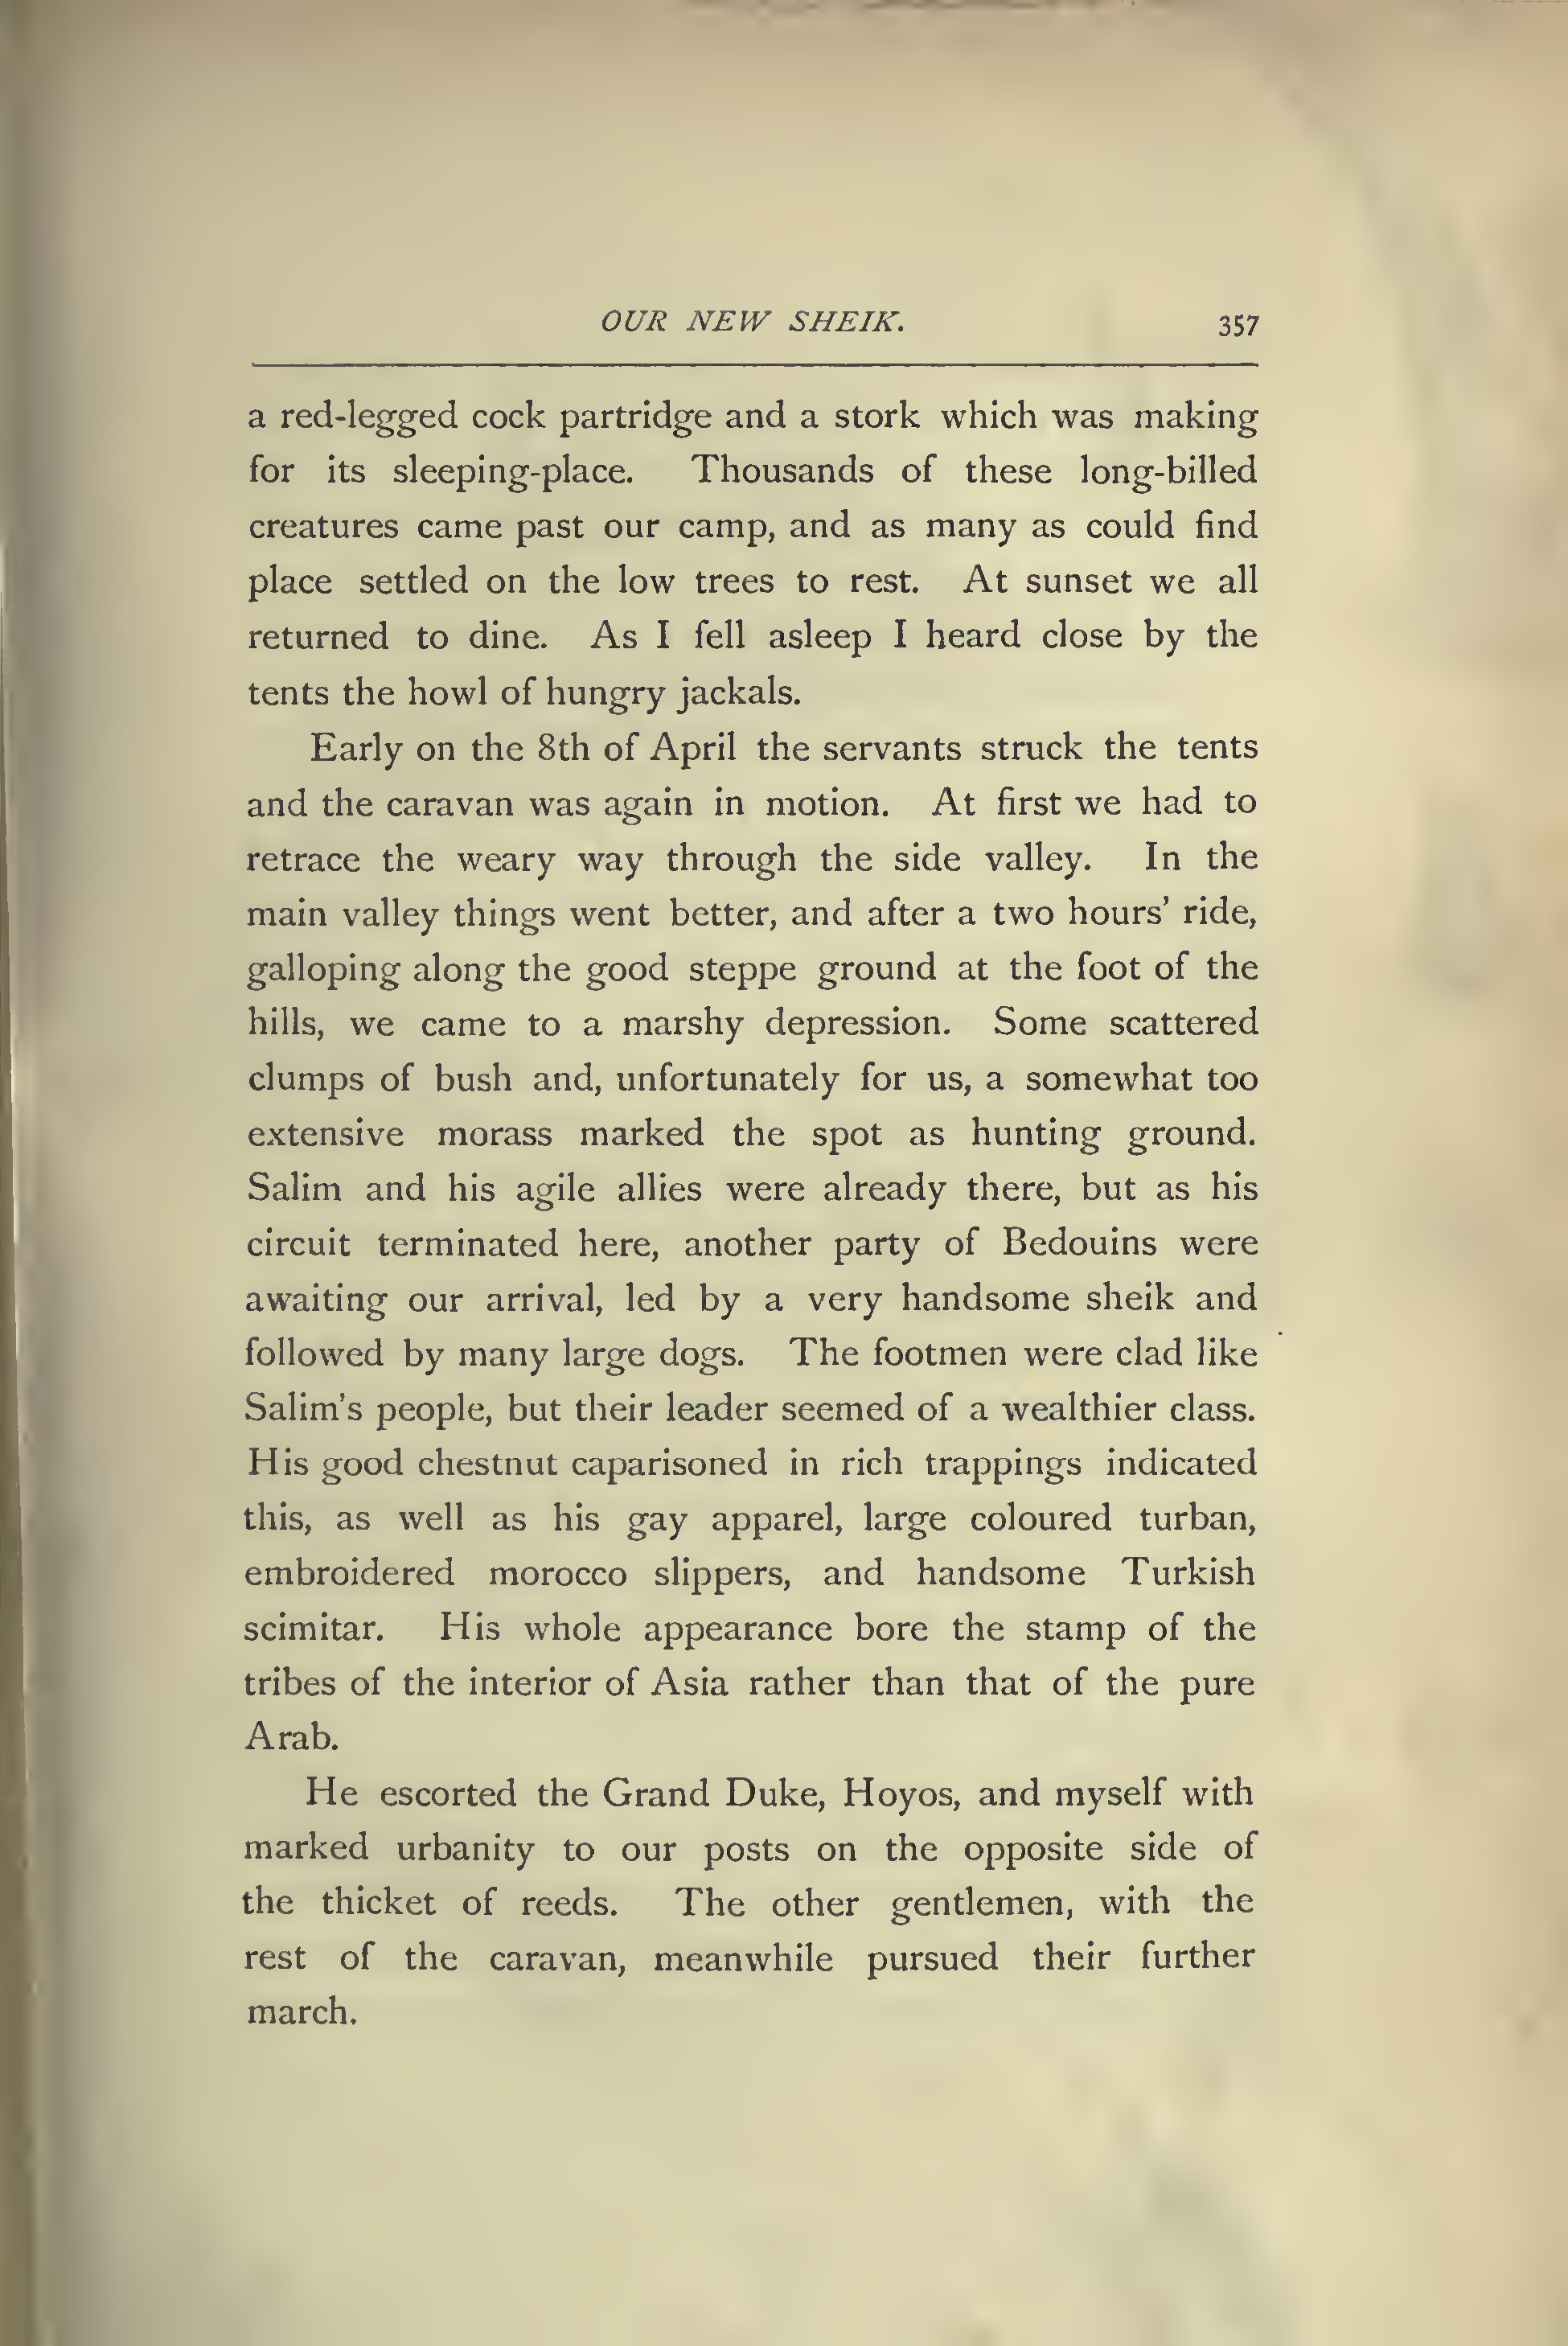 OUR NEW SHEIK. 357
a red-legged cock partridge and a stork which was making
for its sleeping-place. Thousands of these long-billed
creatures came past our camp, and as many as could find
place settled on the low trees to rest. At sunset we all
returned to dine. As I fell asleep I heard close by the
tents the howl of hungry jackals.
Early on the 8th of April the servants struck the tents
and the caravan was again in motion. At first we had to
retrace the weary way through the side valley. In the
main valley things went better, and after a two hours' ride,
galloping along the good steppe ground at the foot of the
hills, we came to a marshy depression. Some scattered
clumps of bush and, unfortunately for us, a somewhat too
extensive morass marked the spot as hunting ground.
Salim and his agile allies were already there, but as his
circuit terminated here, another party of Bedouins were
awaiting our arrival, led by a very handsome sheik and
followed by many large dogs. The footmen were clad like
Salim's people, but their leader seemed of a wealthier class.
His good chestnut caparisoned in rich trappings indicated
this, as well as his gay apparel, large coloured turban,
embroidered morocco slippers, and handsome Turkish
scimitar. His whole appearance bore the stamp of the
tribes of the interior of Asia rather than that of the pure
Arab.
He escorted the Grand Duke, Hoyos, and myself with
marked urbanity to our posts on the opposite side of
the thicket of reeds. The other gentlemen, with the
rest of the caravan, meanwhile pursued their further
march.